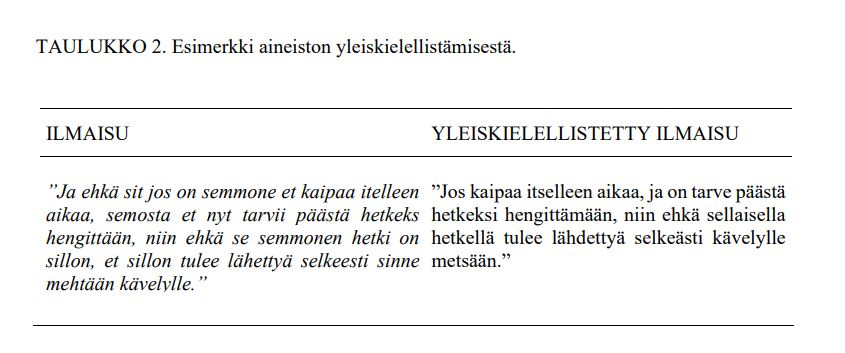 TAULUKKO 2. Esimerkki aineiston yleiskielellistämisestä.
ILMAISU
YLEISKIELELLISTETTY ILMAISU
”Ja ehkä sit jos on semmone et kaipaa itelleen
aikaa, semosta et nyt tarvii päästä hetkeks
hengittään, niin ehkä se semmonen hetki on
sillon, et sillon tulee lähettyä selkeesti sinne
mehtään kävelylle.”
”Jos kaipaa itselleen aikaa, ja on tarve päästä
hetkeksi hengittämään, niin ehkä sellaisella
hetkellä tulee lähdettyä selkeästi kävelylle
metsään.”